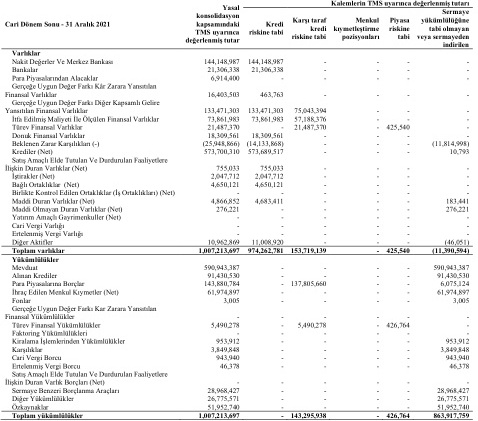 Kalemlerin TMS uyarınca değerlenmiş tutarı
Cari Dönem Sonu - 31 Aralık 2021 Yasal konsolidasyon kapsamındaki TMS uyarınca değerlenmiş tutar Kredi riskine tabi Karşı taraf kredi riskine tabi Menkul kıymetleştirme pozisyonları Piyasa riskine tabi Sermaye yükümlülüğüne tabi olmayan veya sermayeden indirilen
Varlıklar
Nakit Değerler Ve Merkez Bankası 144,148,987 144,148,987 - - - -
Bankalar 21,306,338 21,306,338 - - - -
Para Piyasalarından Alacaklar 6,914,400 - - - - -
Gerçeğe Uygun Değer Farkı Kâr Zarara Yansıtılan
Finansal Varlıklar 16,403,503 463,763 - - - -
Gerçeğe Uygun Değer Farkı Diğer Kapsamlı Gelire
Yansıtılan Finansal Varlıklar 133,471,303 133,471,303 75,043,394 - - -
İtfa Edilmiş Maliyeti İle Ölçülen Finansal Varlıklar 73,861,983 73,861,983 57,188,376 - - -
Türev Finansal Varlıklar 21,487,370 - 21,487,370 - 425,540 -
Donuk Finansal Varlıklar 18,309,561 18,309,561 - - - -
Beklenen Zarar Karşılıkları (-) (25,948,866) (14,133,868) - - - (11,814,998)
Krediler (Net) 573,700,310 573,689,517 - - - 10,793
Satış Amaçlı Elde Tutulan Ve Durdurulan Faaliyetlere
İlişkin Duran Varlıklar (Net) 755,033 755,033 - - - -
İştirakler (Net) 2,047,712 2,047,712 - - - -
Bağlı Ortaklıklar (Net) 4,650,121 4,650,121 - - - -
Birlikte Kontrol Edilen Ortaklıklar (İş Ortaklıkları) (Net) - - - - - -
Maddi Duran Varlıklar (Net) 4,866,852 4,683,411 - - - 183,441
Maddi Olmayan Duran Varlıklar (Net) 276,221 - - - - 276,221
Yatırım Amaçlı Gayrimenkuller (Net) - - - - - -
Cari Vergi Varlığı - - - - - -
Ertelenmiş Vergi Varlığı - - - - - -
Diğer Aktifler 10,962,869 11,008,920 - - - (46,051)
Toplam varlıklar 1,007,213,697 974,262,781 153,719,139 - 425,540 (11,390,594)
Yükümlülükler
Mevduat 590,943,387 - - - - 590,943,387
Alınan Krediler 91,430,530 - - - - 91,430,530
Para Piyasalarına Borçlar 143,880,784 - 137,805,660 - - 6,075,124
İhraç Edilen Menkul Kıymetler (Net) 61,974,897 - - - - 61,974,897
Fonlar 3,005 - - - - 3,005
Gerçeğe Uygun Değer Farkı Kar Zarara Yansıtılan
Finansal Yükümlülükler - - - - - -
Türev Finansal Yükümlülükler 5,490,278 - 5,490,278 - 426,764 -
Faktoring Yükümlülükleri - - - - - -
Kiralama İşlemlerinden Yükümlülükler 953,912 - - - - 953,912
Karşılıklar 3,849,848 - - - - 3,849,848
Cari Vergi Borcu 943,940 - - - - 943,940
Ertelenmiş Vergi Borcu 46,378 - - - - 46,378
Satış Amaçlı Elde Tutulan Ve Durdurulan Faaliyetlere
İlişkin Duran Varlık Borçları (Net) - - - - - -
Sermaye Benzeri Borçlanma Araçları 28,968,427 - - - - 28,968,427
Diğer Yükümlülükler 26,775,571 - - - - 26,775,571
Özkaynaklar 51,952,740 - - - - 51,952,740
Toplam yükümlülükler 1,007,213,697 - 143,295,938 - 426,764 863,917,759